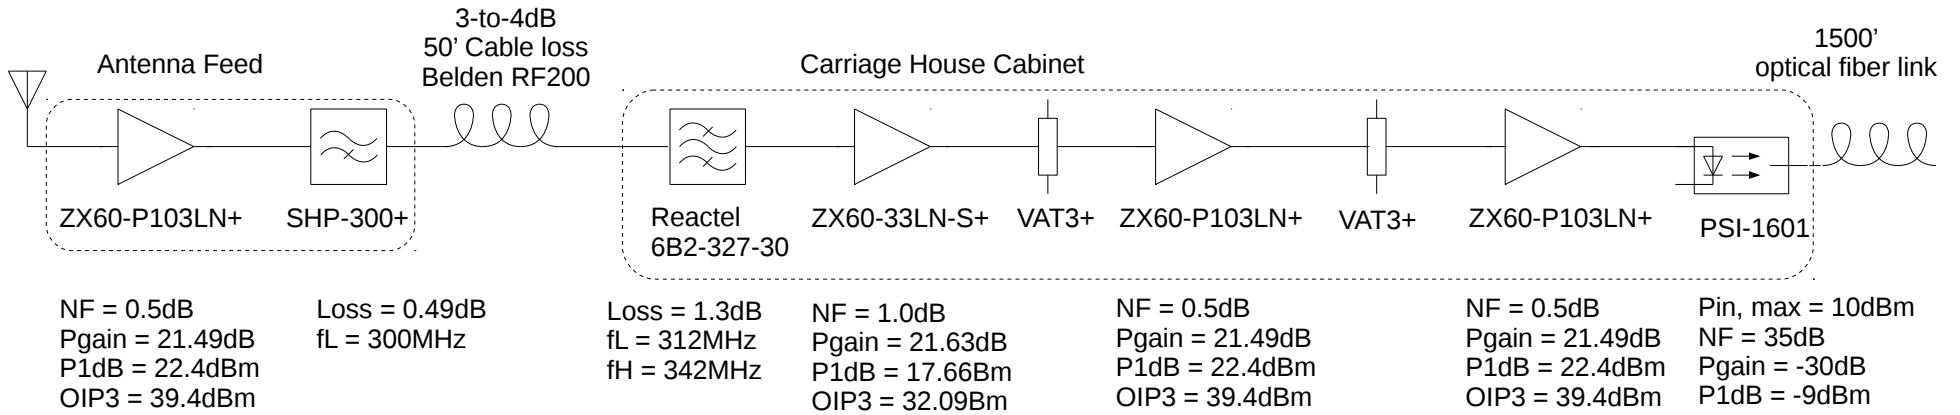 3-to-4dB
50' Cable loss
Belden RF200
Antenna Feed
Carriage House Cabinet
1500'
optical fiber link
ZX60-P103LN+
SHP-300+
Reactel
6B2-327-30
ZX60-33LN-S+
VAT3+
ZX60-P103LN+
VAT3+
ZX60-P103LN+
PSI-1601
NF = 0.5dB
Pgain = 21.49dB
P1dB = 22.4dBm
OIP3 = 39.4dBm
Loss = 0.49dB
fL = 300MHz
Loss = 1.3dB
fL = 312MHz
fH = 342MHz
NF = 1.0dB
Pgain = 21.63dB
P1dB = 17.66Bm
OIP3 = 32.09Bm
NF = 0.5dB
Pgain = 21.49dB
P1dB = 22.4dBm
OIP3 = 39.4dBm
NF = 0.5dB
Pgain = 21.49dB
P1dB = 22.4dBm
OIP3 = 39.4dBm
Pin, max = 10dBm
NF = 35dB
Pgain = -30dB
P1dB = -9dBm